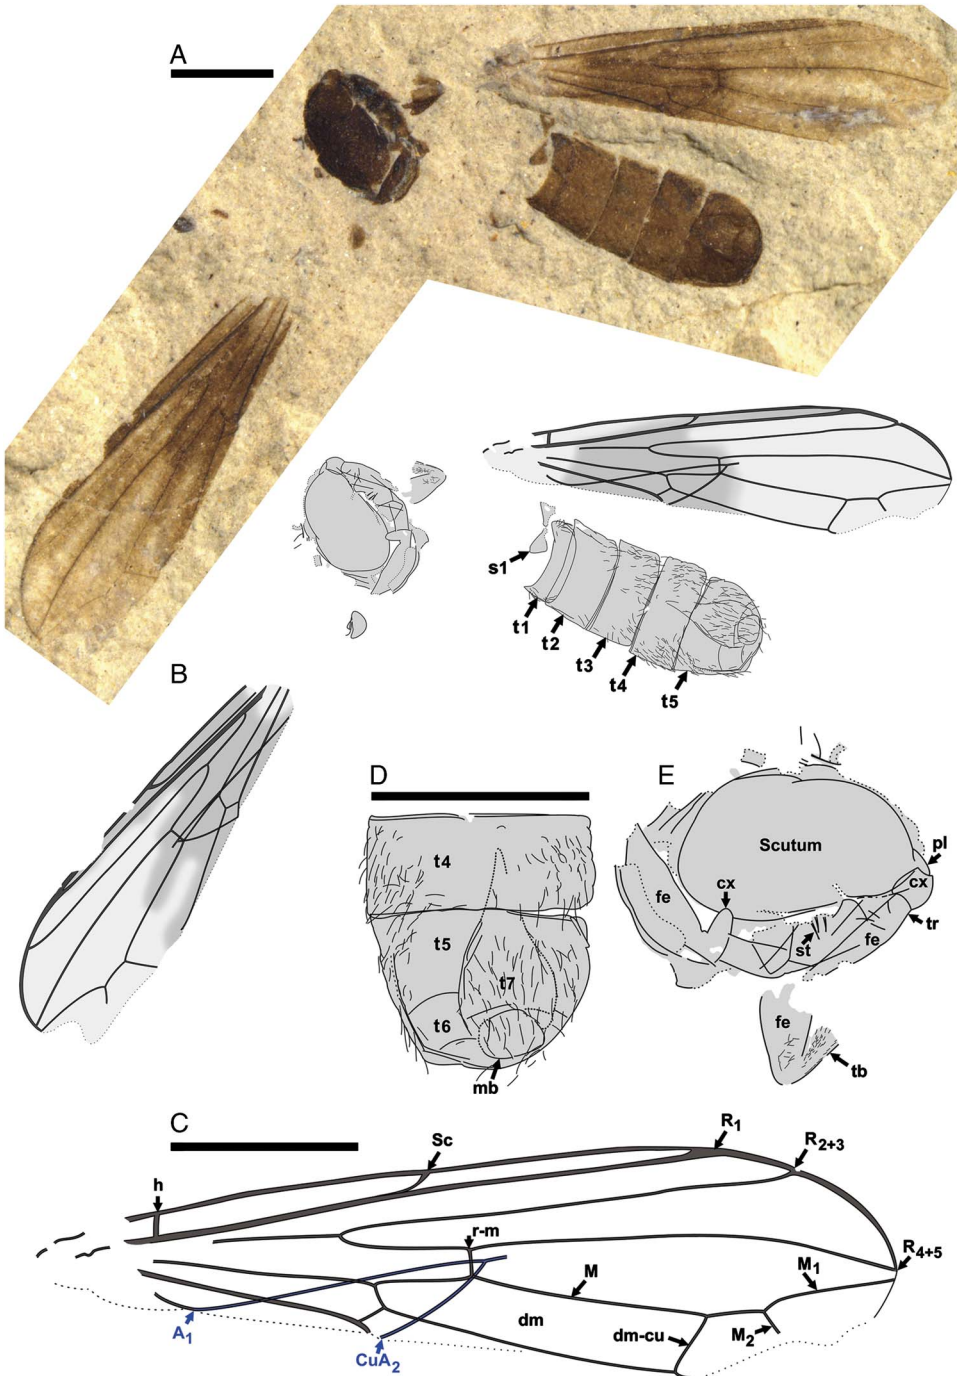 A
s1
t1
t2
t3
t4
t5
B
D
t4
t5
t7
t6
mb
E
Scutum
pl
cx
cx
fe
tr
st
fe
fe
tb
C
R1
R2+3
Sc
h
r-m
R4+5
M1
M
dm
dm-cu
M2
A1
CuA2